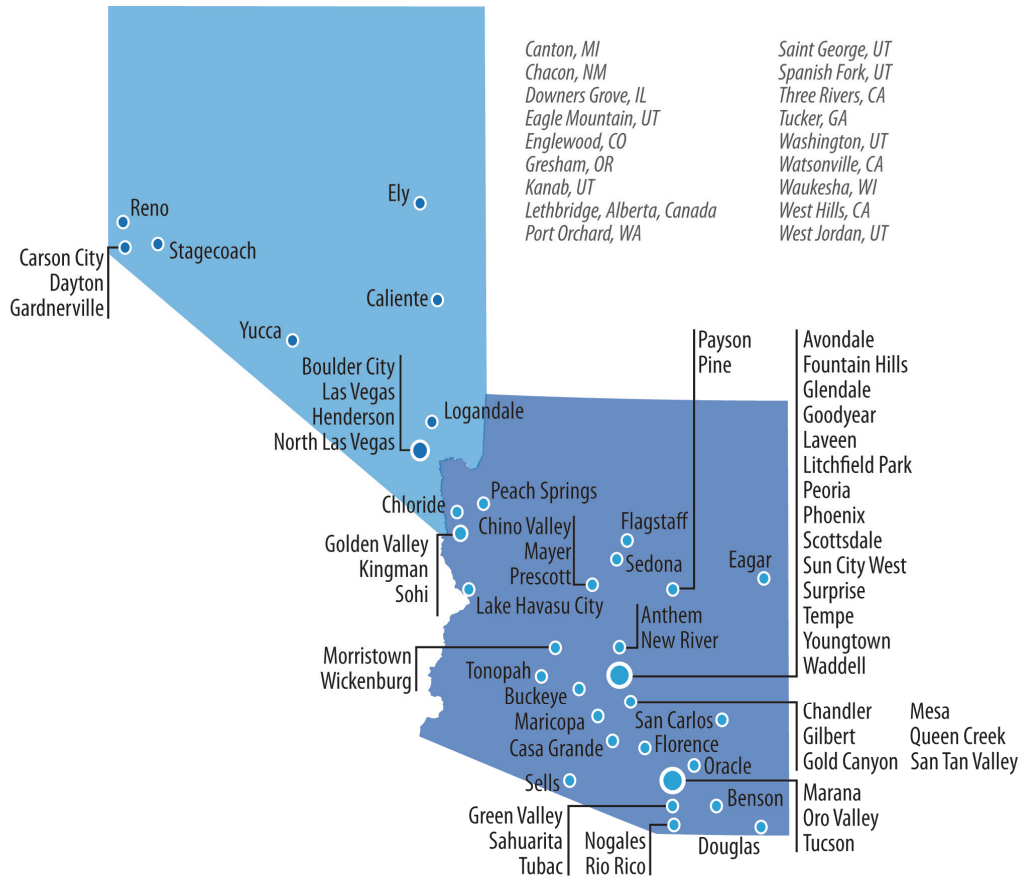 Canton, MI
Chacon, NM
Downers Grove, IL
Eagle Mountain, UT
Englewood, CO
Gresham, OR
Kanab, UT
Lethbridge, Alberta, Canada
Port Orchard, WA
Saint George, UT
Spanish Fork, UT
Three Rivers, CA
Tucker, GA
Washington, UT
Watsonville, CA
Waukesha, WI
West Hills, CA
West Jordan, UT
Ely
Reno
Stagecoach
Carson City
Dayton
Gardnerville
Caliente
Yucca
Boulder City
Las Vegas
Henderson
North Las Vegas
Logandale
Payson
Pine
Avondale
Fountain Hills
Glendale
Goodyear
Laveen
Litchfield Park
Peoria
Phoenix
Scottsdale
Sun City West
Surprise
Tempe
Youngtown
Waddell
Peach Springs
Chloride
Chino Valley
Mayer
Prescott
Flagstaff
Sedona
Eagar
Golden Valley
Kingman
Sohi
Lake Havasu City
Anthem
New River
Morristown
Wickenburg
Tonopah
Buckeye
Maricopa
Casa Grande
San Carlos
Florence
Oracle
Chandler
Gilbert
Gold Canyon
Mesa
Queen Creek
San Tan Valley
Sells
Benson
Marana
Oro Valley
Tucson
Green Valley
Sahuarita
Tubac
Nogales
Rio Rico
Douglas